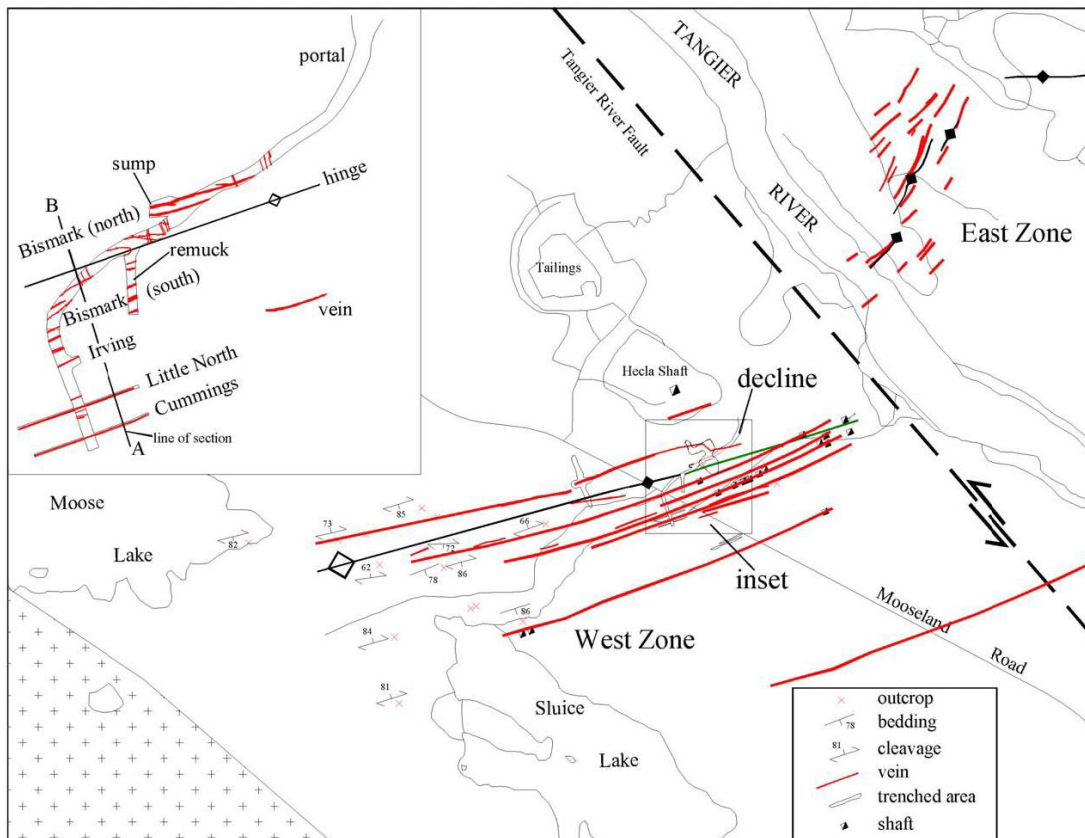 portal
sump
B
Bismark (north)
hinge
remuck
Bismark (south)
vein
Irving
Little North
Cummings
line of section
A
TANGIER
RIVER
Tangier River Fault
East Zone
Tailings
Hecla Shaft
decline
inset
Moose
Lake
73
85
66
82
72
62
78
86
86
84
81
West Zone
Mooseland
Road
Sluice
Lake
outcrop
78
bedding
81
cleavage
vein
trenched area
shaft